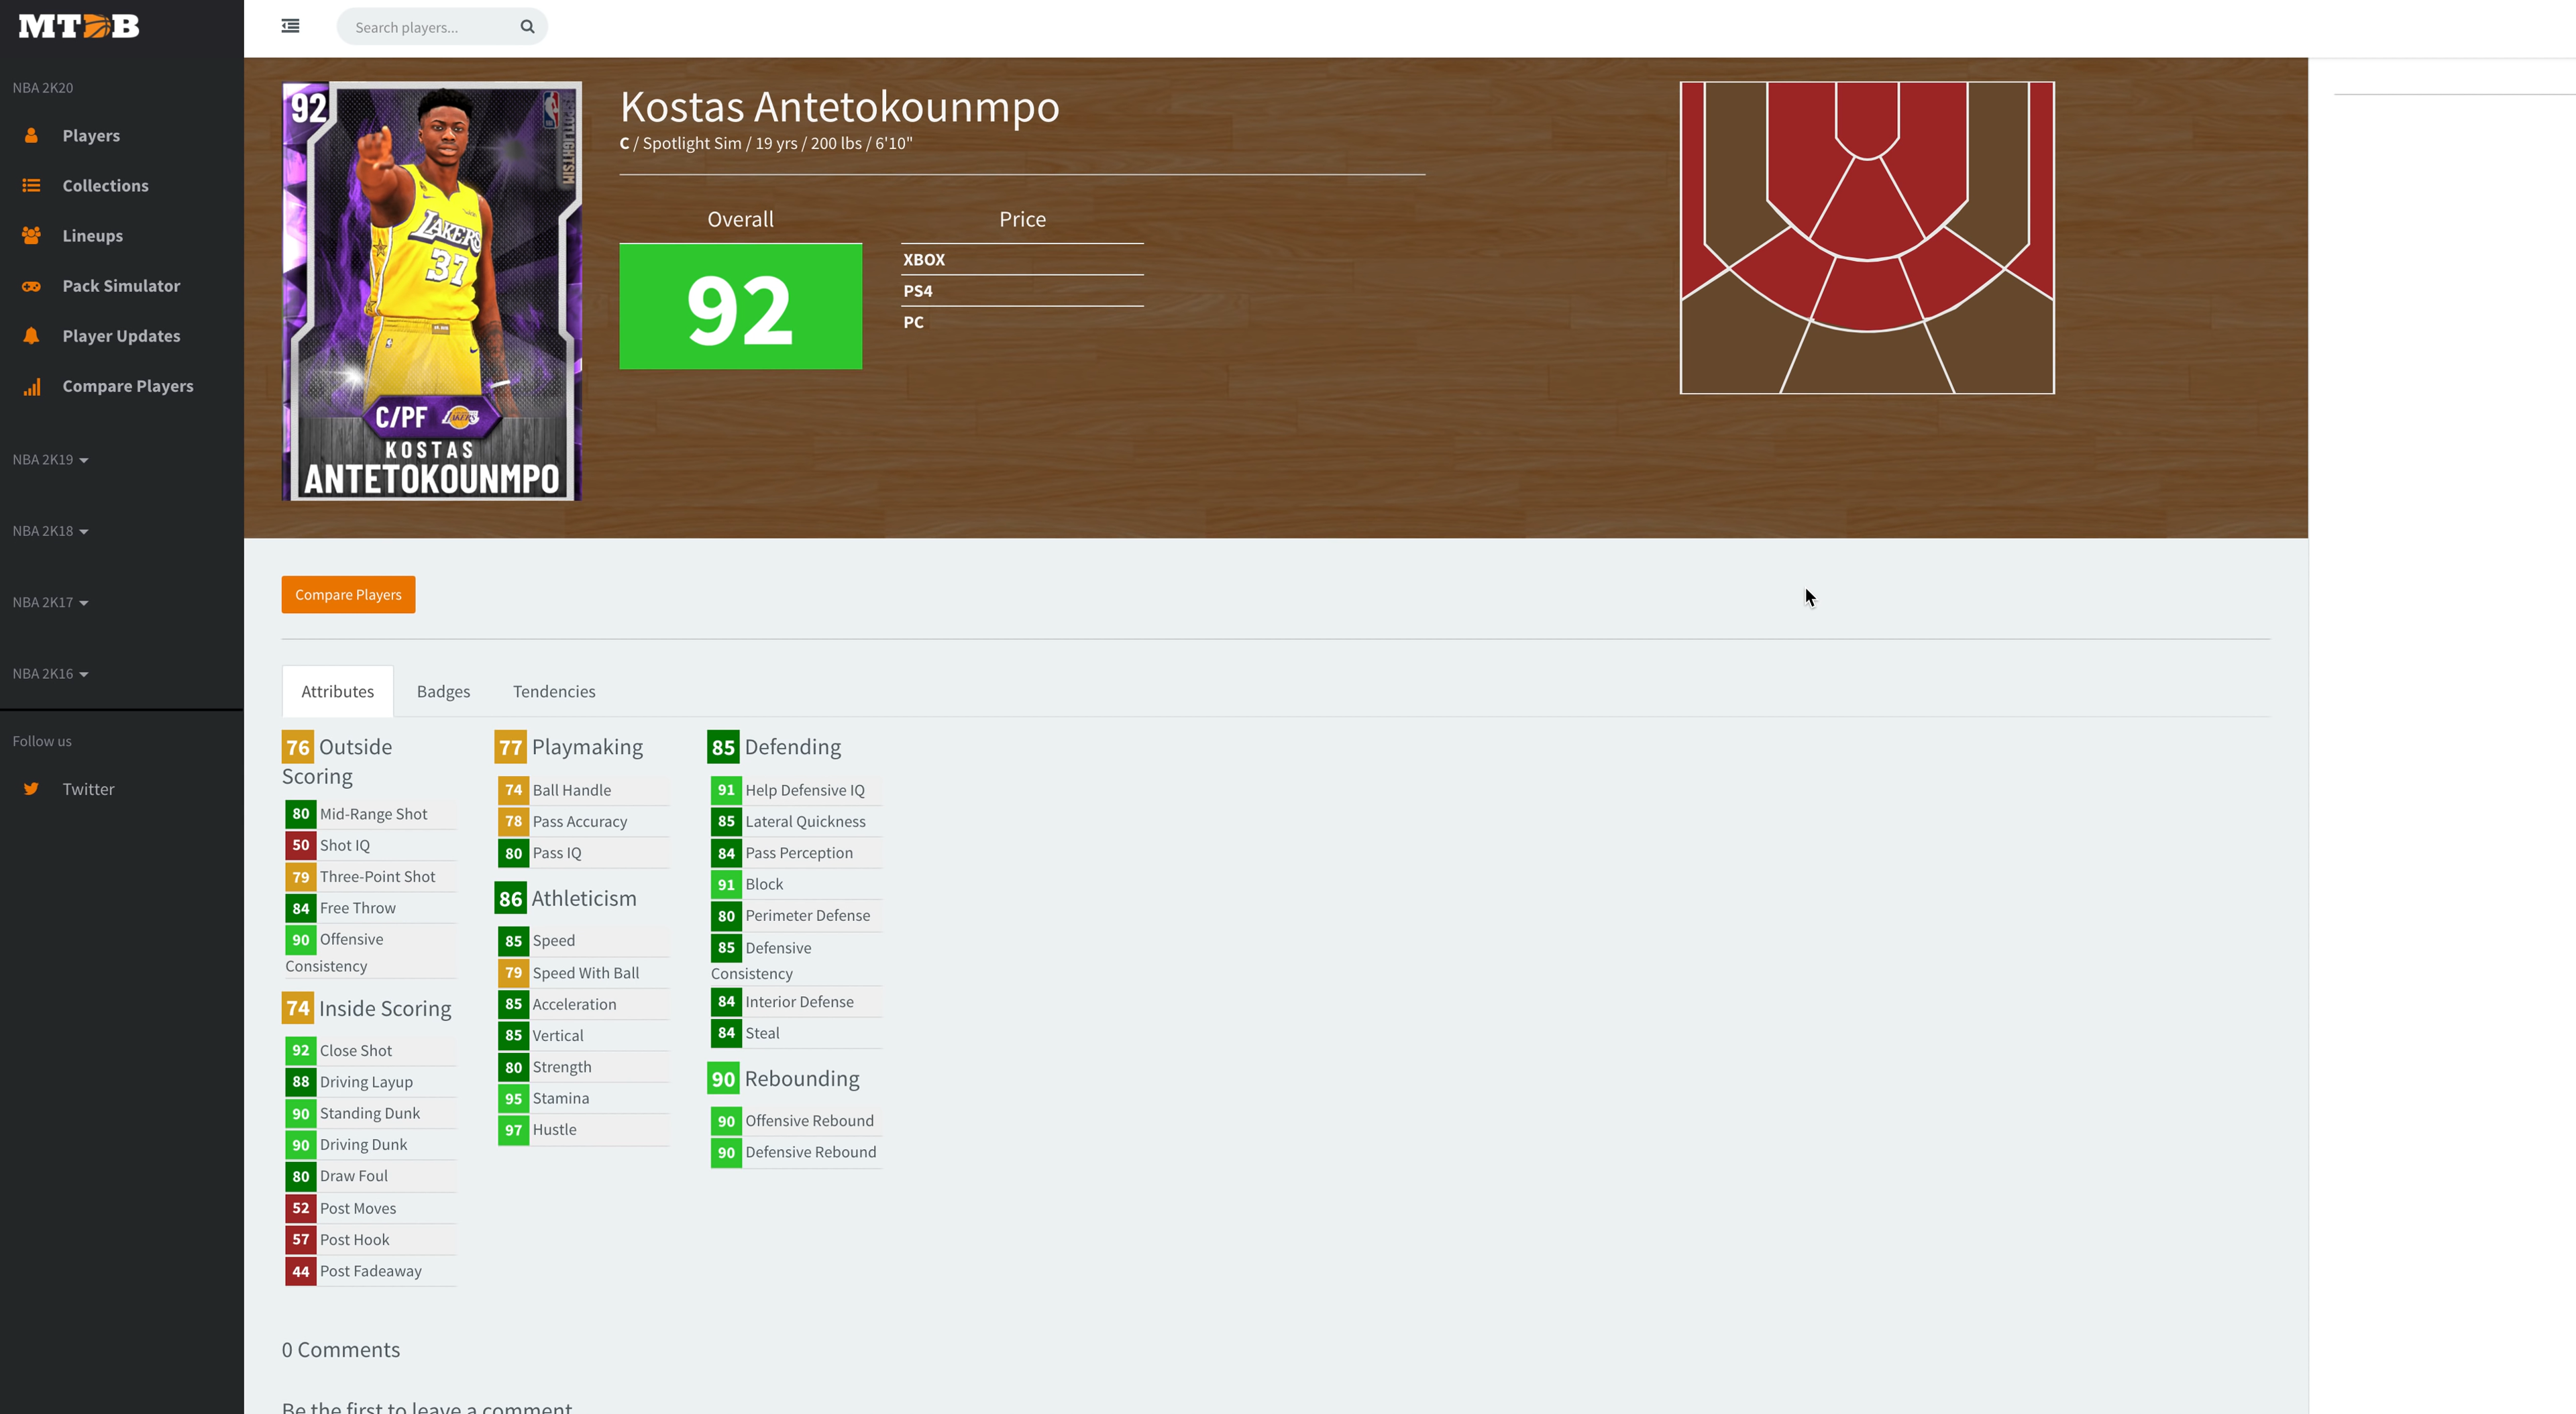 MTDB
Search players...
NBA 2K20
Players
Collections
Lineups
Pack Simulator
Player Updates
Compare Players
NBA 2K19
NBA 2K18
NBA 2K17
NBA 2K16
Follow us
Twitter
92
SPOTLIGHT SIM
LAKERS
37
C/PF
KOSTAS
ANTETOKOUNMPO
Kostas Antetokounmpo
C / Spotlight Sim / 19 yrs / 200 lbs / 6'10"
Overall
92
Price
XBOX
PS4
PC
Compare Players
Attributes
Badges
Tendencies
76 Outside
Scoring
80 Mid-Range Shot
50 Shot IQ
79 Three-Point Shot
84 Free Throw
90 Offensive
Consistency
74 Inside Scoring
92 Close Shot
88 Driving Layup
90 Standing Dunk
90 Driving Dunk
80 Draw Foul
52 Post Moves
57 Post Hook
44 Post Fadeaway
77 Playmaking
74 Ball Handle
78 Pass Accuracy
80 Pass IQ
86 Athleticism
85 Speed
79 Speed With Ball
85 Acceleration
85 Vertical
80 Strength
95 Stamina
97 Hustle
85 Defending
91 Help Defensive IQ
85 Lateral Quickness
84 Pass Perception
91 Block
80 Perimeter Defense
85 Defensive
Consistency
84 Interior Defense
84 Steal
90 Rebounding
90 Offensive Rebound
90 Defensive Rebound
0 Comments
Be the first to leave a comment